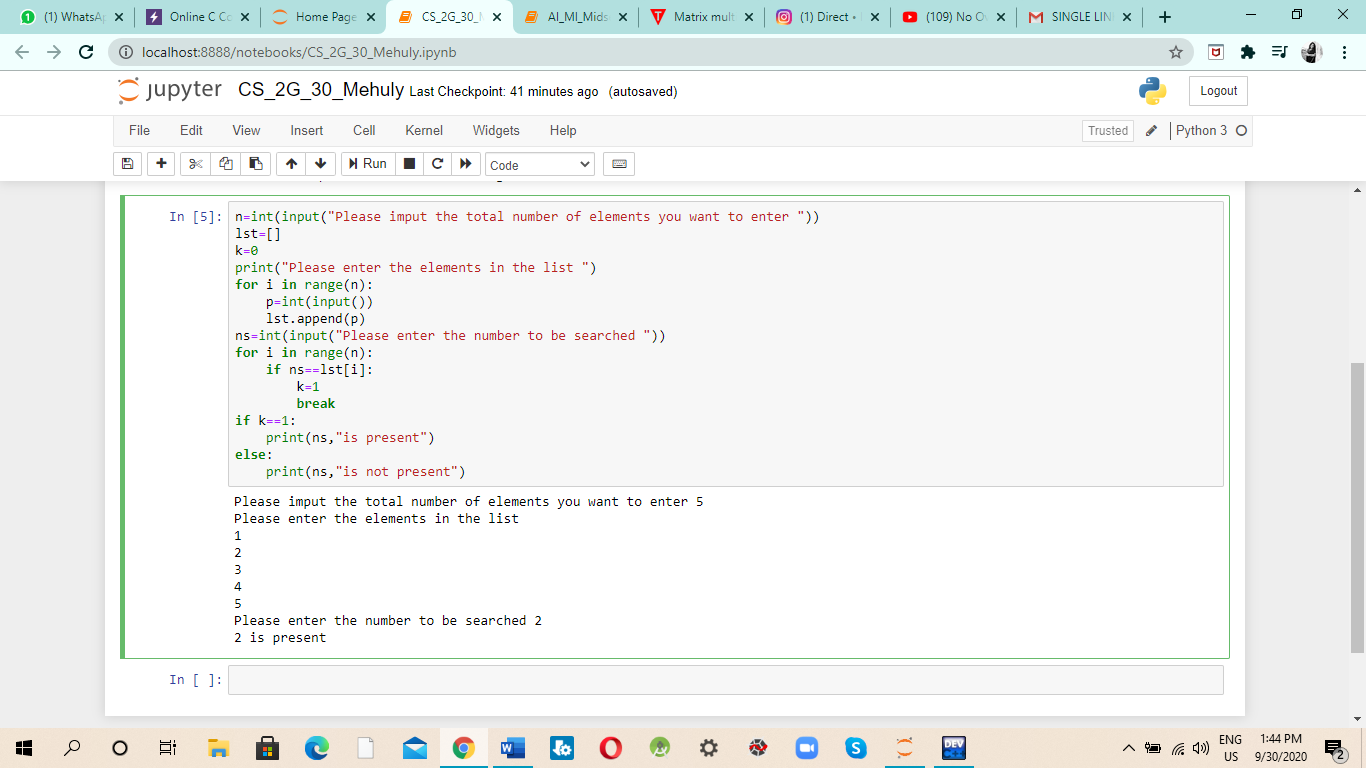 (1) WhatsAp
Online C Co
Home Page
CS_2G_30_M
AI_MI_Mids
Matrix mult
(1) Direct •
(109) No O
SINGLE LIN
localhost:8888/notebooks/CS_2G_30_Mehuly.ipynb
jupyter CS_2G_30_Mehuly Last Checkpoint: 41 minutes ago (autosaved)
Logout
File Edit View Insert Cell Kernel Widgets Help
Trusted Python 3
Run Code
In [5]:
n=int(input("Please imput the total number of elements you want to enter "))
lst=[]
k=0
print("Please enter the elements in the list ")
for i in range(n):
    p=int(input())
    lst.append(p)
ns=int(input("Please enter the number to be searched "))
for i in range(n):
    if ns==lst[i]:
        k=1
        break
if k==1:
    print(ns,"is present")
else:
    print(ns,"is not present")
Please imput the total number of elements you want to enter 5
Please enter the elements in the list
1
2
3
4
5
Please enter the number to be searched 2
2 is present
In [ ]:
DEV
ENG
US
1:44 PM
9/30/2020
2